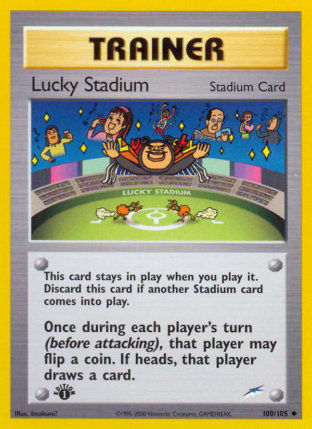 TRAINER
Lucky Stadium Stadium Card
LUCKY STADIUM
This card stays in play when you play it.
Discard this card if another Stadium card
comes into play.
Once during each player's turn
(before attacking), that player may
flip a coin. If heads, that player
draws a card.
EDITION
1
Illus. Imakuni? ©1995-2000 Nintendo, Creatures, GAMEFREAK. 100/105